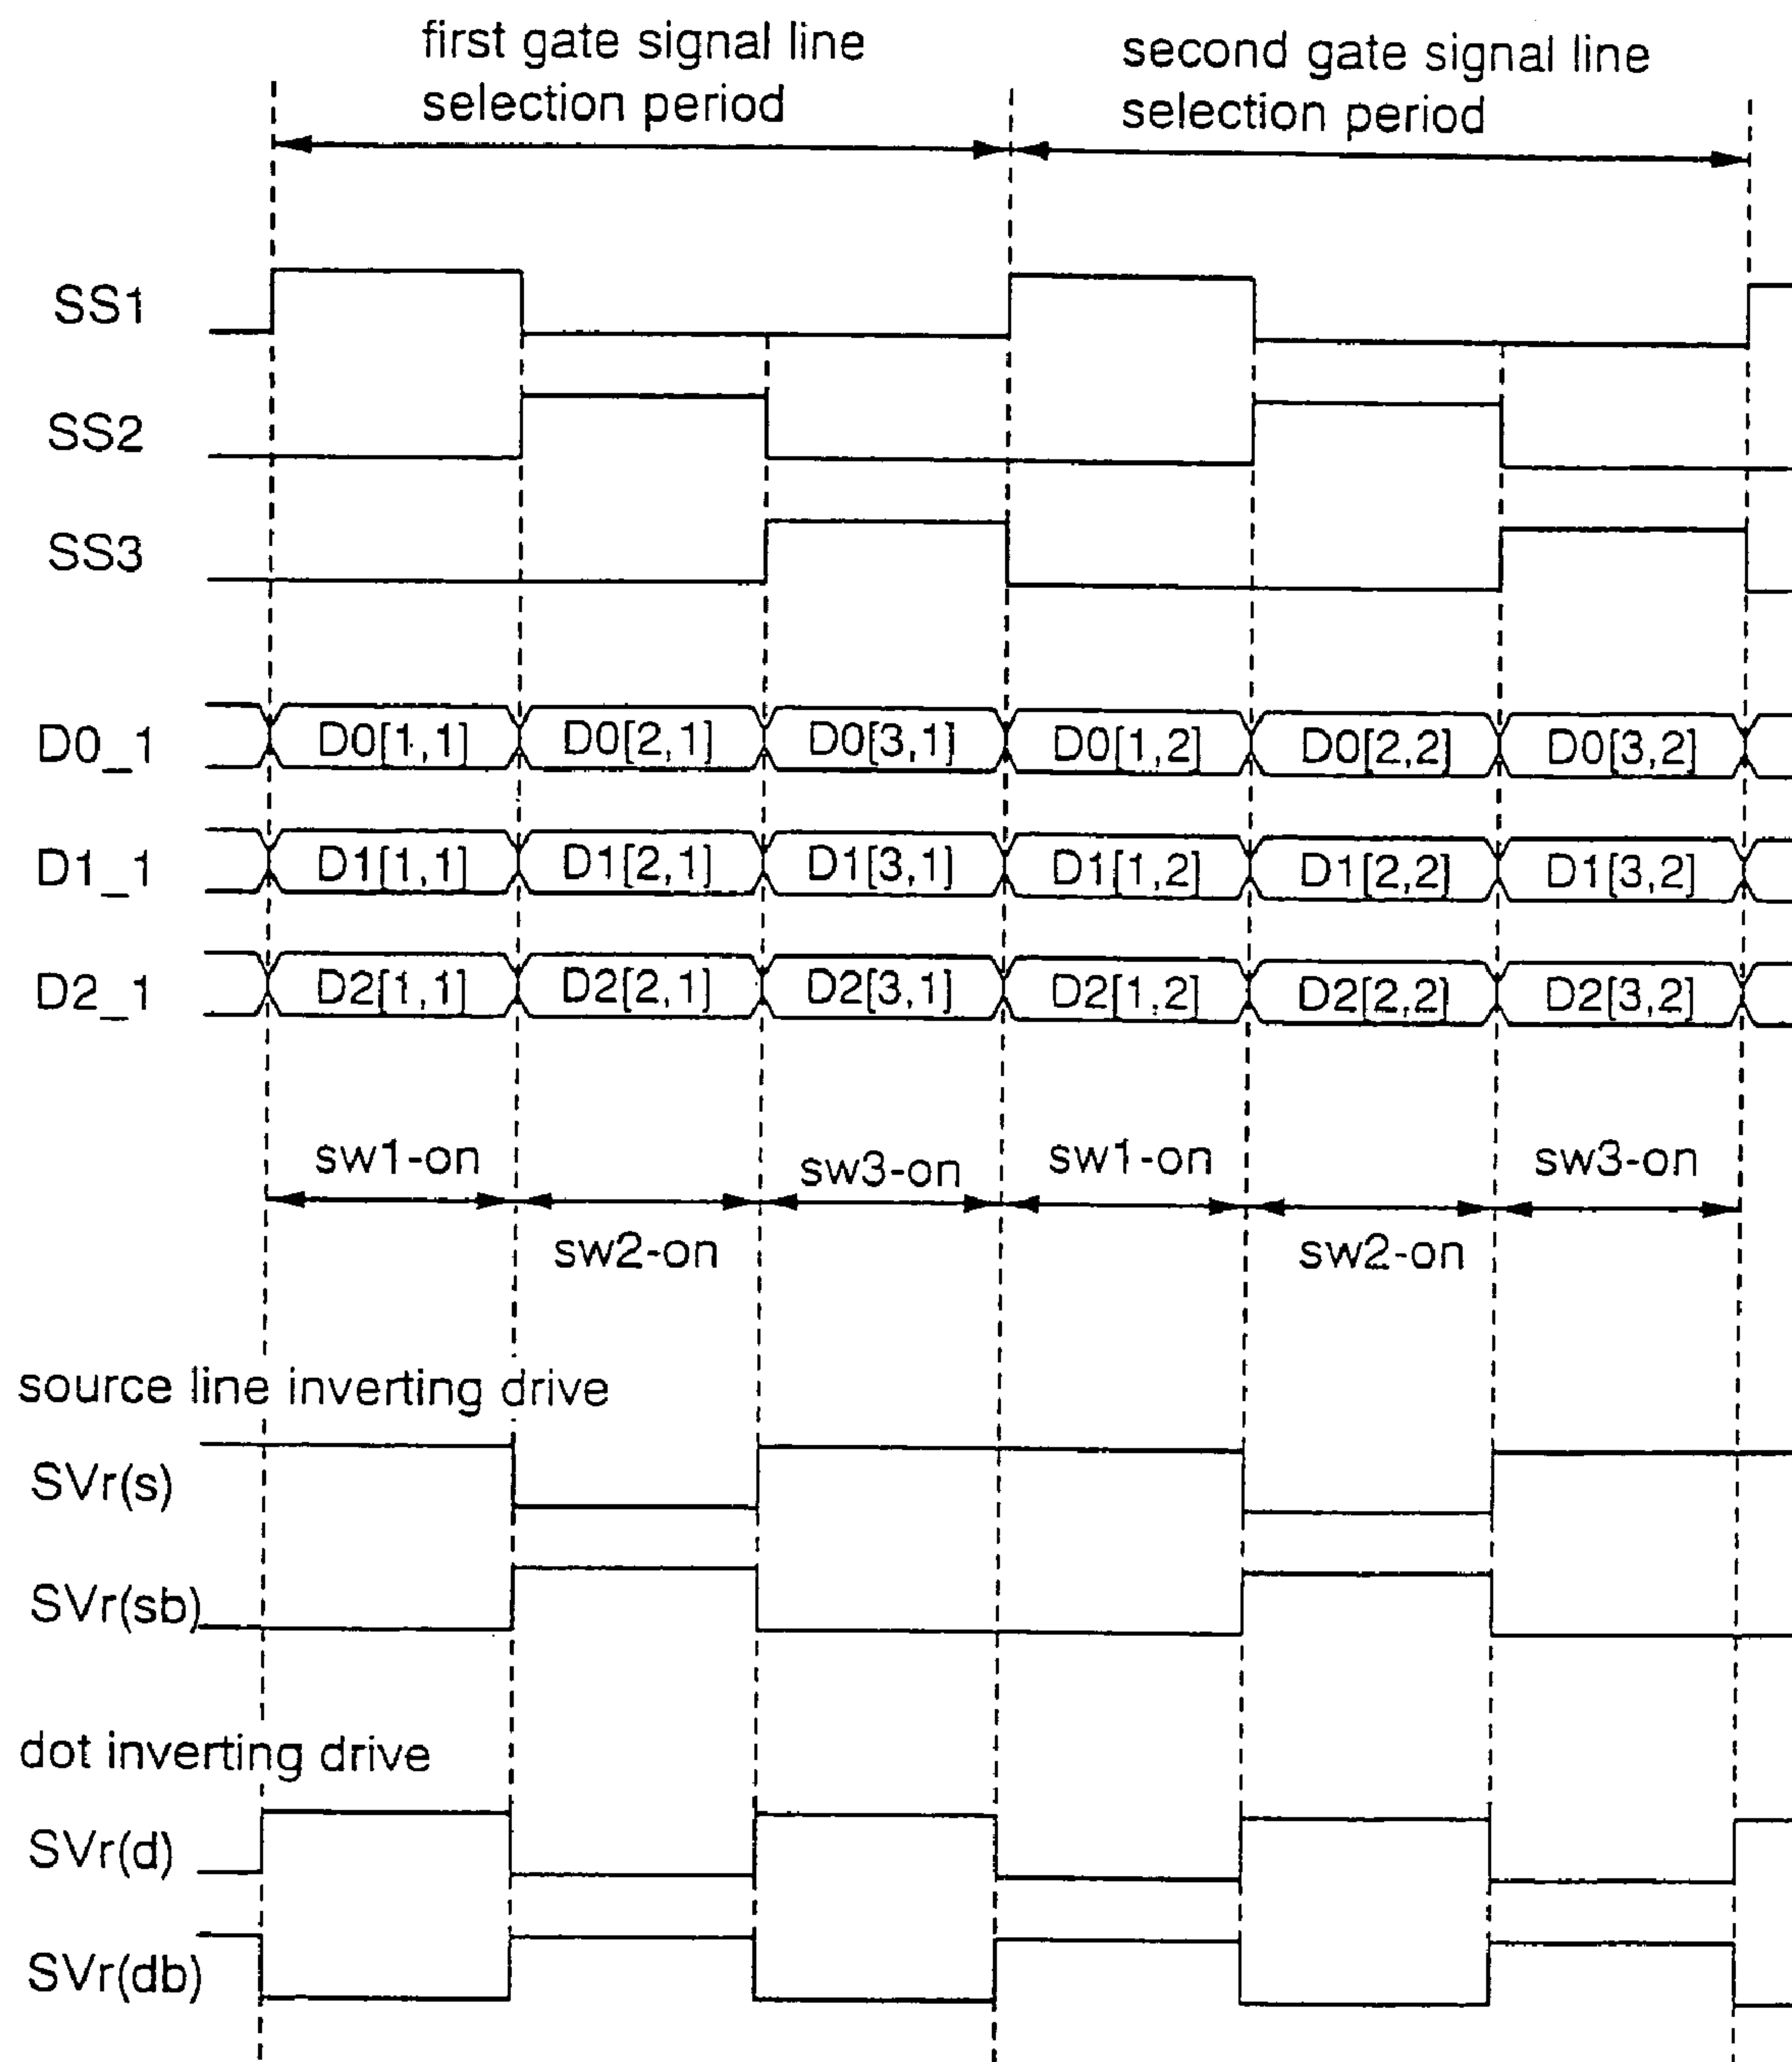 first gate signal line
selection period
second gate signal line
selection period
SS1
SS2
SS3
D0_1 D0[1,1] D0[2,1] D0[3,1] D0[1,2] D0[2,2] D0[3,2]
D1_1 D1[1,1] D1[2,1] D1[3,1] D1[1,2] D1[2,2] D1[3,2]
D2_1 D2[1,1] D2[2,1] D2[3,1] D2[1,2] D2[2,2] D2[3,2]
sw1-on sw3-on sw1-on sw3-on
sw2-on sw2-on
source line inverting drive
SVr(s)
SVr(sb)
dot inverting drive
SVr(d)
SVr(db)